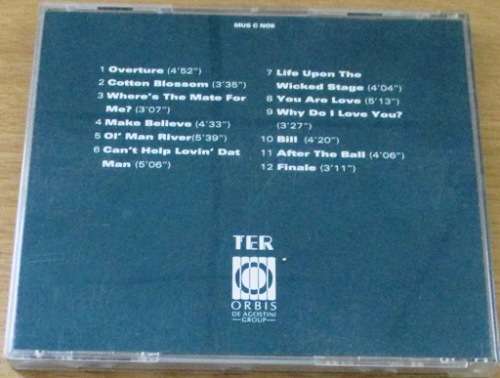 MUS C N06
1 Overture (4'52")
2 Cotton Blossom (3'35")
3 Where's The Mate For
Me? (3'07")
4 Make Believe (4'33")
5 Ol' Man River(5'39")
6 Can't Help Lovin' Dat
Man (5'06")
7 Life Upon The
Wicked Stage (4'04")
8 You Are Love (5'13")
9 Why Do I Love You?
(3'27")
10 Bill (4'20")
11 After The Ball (4'06")
12 Finale (3'11")
TER
ORBIS
DE AGOSTINI
GROUP